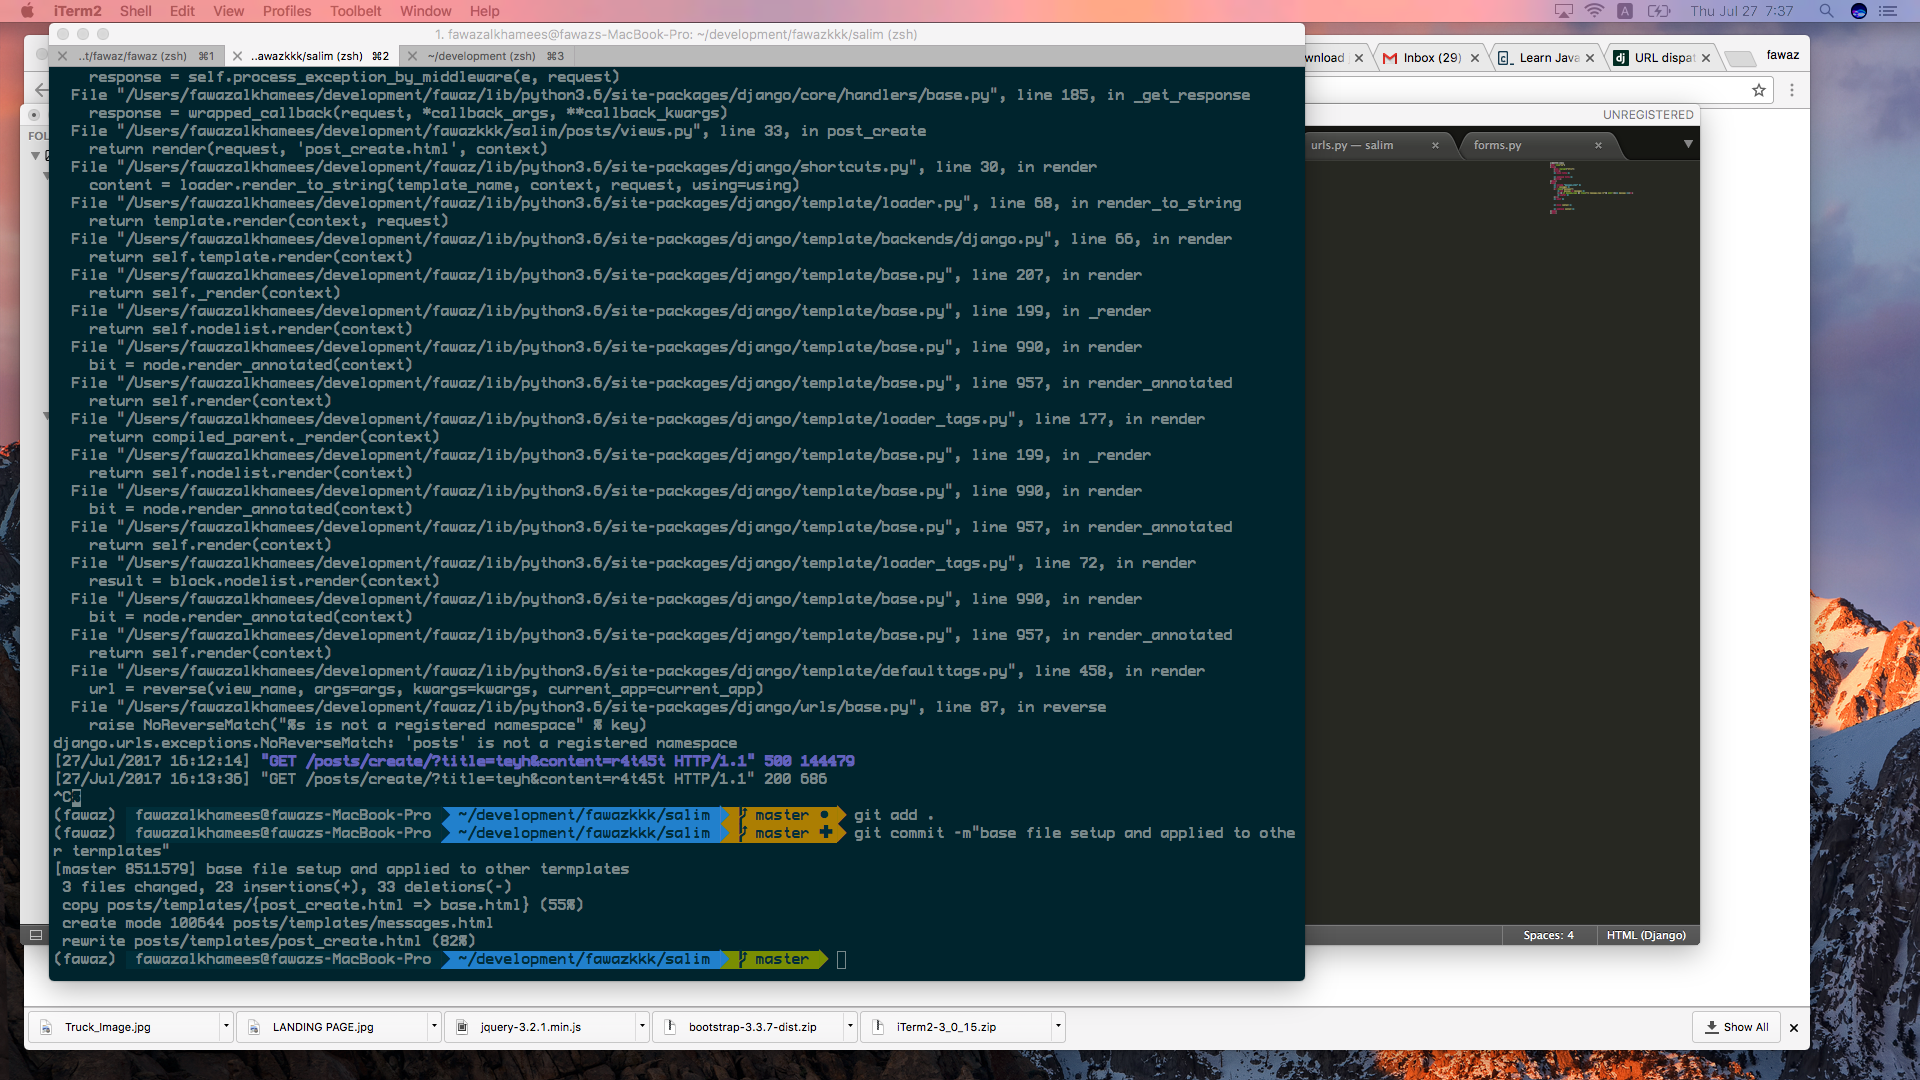 iTerm2 Shell Edit View Profiles Toolbelt Window Help
A Thu Jul 27 7:37
1. fawazalkhamees@fawazs-MacBook-Pro: ~/development/fawazkkk/salim (zsh)
..t/fawaz/fawaz (zsh) ⌘1 ..awazkkk/salim (zsh) ⌘2 ~/development (zsh) ⌘3
wnload Inbox (29) Learn Java URL dispat fawaz
UNREGISTERED
FOL
urls.py — salim forms.py
response = self.process_exception_by_middleware(e, request)
File "/Users/fawazalkhamees/development/fawaz/lib/python3.6/site-packages/django/core/handlers/base.py", line 185, in _get_response
response = wrapped_callback(request, *callback_args, **callback_kwargs)
File "/Users/fawazalkhamees/development/fawazkkk/salim/posts/views.py", line 33, in post_create
return render(request, 'post_create.html', context)
File "/Users/fawazalkhamees/development/fawaz/lib/python3.6/site-packages/django/shortcuts.py", line 30, in render
content = loader.render_to_string(template_name, context, request, using=using)
File "/Users/fawazalkhamees/development/fawaz/lib/python3.6/site-packages/django/template/loader.py", line 68, in render_to_string
return template.render(context, request)
File "/Users/fawazalkhamees/development/fawaz/lib/python3.6/site-packages/django/template/backends/django.py", line 66, in render
return self.template.render(context)
File "/Users/fawazalkhamees/development/fawaz/lib/python3.6/site-packages/django/template/base.py", line 207, in render
return self._render(context)
File "/Users/fawazalkhamees/development/fawaz/lib/python3.6/site-packages/django/template/base.py", line 199, in _render
return self.nodelist.render(context)
File "/Users/fawazalkhamees/development/fawaz/lib/python3.6/site-packages/django/template/base.py", line 990, in render
bit = node.render_annotated(context)
File "/Users/fawazalkhamees/development/fawaz/lib/python3.6/site-packages/django/template/base.py", line 957, in render_annotated
return self.render(context)
File "/Users/fawazalkhamees/development/fawaz/lib/python3.6/site-packages/django/template/loader_tags.py", line 177, in render
return compiled_parent._render(context)
File "/Users/fawazalkhamees/development/fawaz/lib/python3.6/site-packages/django/template/base.py", line 199, in _render
return self.nodelist.render(context)
File "/Users/fawazalkhamees/development/fawaz/lib/python3.6/site-packages/django/template/base.py", line 990, in render
bit = node.render_annotated(context)
File "/Users/fawazalkhamees/development/fawaz/lib/python3.6/site-packages/django/template/base.py", line 957, in render_annotated
return self.render(context)
File "/Users/fawazalkhamees/development/fawaz/lib/python3.6/site-packages/django/template/loader_tags.py", line 72, in render
result = block.nodelist.render(context)
File "/Users/fawazalkhamees/development/fawaz/lib/python3.6/site-packages/django/template/base.py", line 990, in render
bit = node.render_annotated(context)
File "/Users/fawazalkhamees/development/fawaz/lib/python3.6/site-packages/django/template/base.py", line 957, in render_annotated
return self.render(context)
File "/Users/fawazalkhamees/development/fawaz/lib/python3.6/site-packages/django/template/defaulttags.py", line 458, in render
url = reverse(view_name, args=args, kwargs=kwargs, current_app=current_app)
File "/Users/fawazalkhamees/development/fawaz/lib/python3.6/site-packages/django/urls/base.py", line 87, in reverse
raise NoReverseMatch("%s is not a registered namespace" % key)
django.urls.exceptions.NoReverseMatch: 'posts' is not a registered namespace
[27/Jul/2017 16:12:14] "GET /posts/create/?title=teyh&content=r4t45t HTTP/1.1" 500 144479
[27/Jul/2017 16:13:36] "GET /posts/create/?title=teyh&content=r4t45t HTTP/1.1" 200 686
^C
(fawaz) fawazalkhamees@fawazs-MacBook-Pro ~/development/fawazkkk/salim master ● git add .
(fawaz) fawazalkhamees@fawazs-MacBook-Pro ~/development/fawazkkk/salim master ✚ git commit -m"base file setup and applied to othe
r termplates"
[master 8511579] base file setup and applied to other termplates
3 files changed, 23 insertions(+), 33 deletions(-)
copy posts/templates/{post_create.html => base.html} (55%)
create mode 100644 posts/templates/messages.html
rewrite posts/templates/post_create.html (82%)
(fawaz) fawazalkhamees@fawazs-MacBook-Pro ~/development/fawazkkk/salim master
Spaces: 4 HTML (Django)
Truck_Image.jpg LANDING PAGE.jpg jquery-3.2.1.min.js bootstrap-3.3.7-dist.zip iTerm2-3_0_15.zip Show All